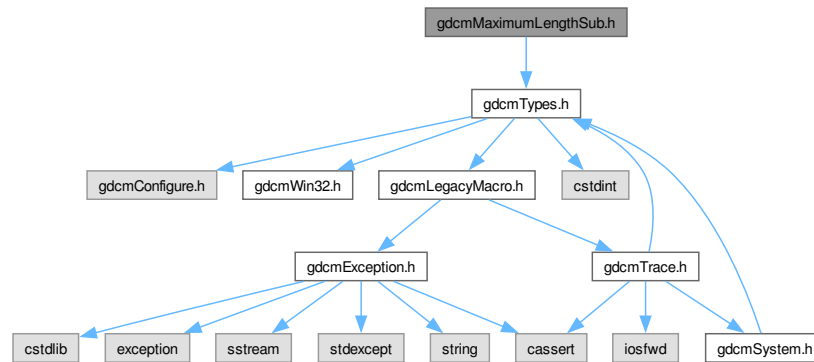 gdcmMaximumLengthSub.h
gdcmTypes.h
gdcmConfigure.h
gdcmWin32.h
gdcmLegacyMacro.h
cstdint
gdcmException.h
gdcmTrace.h
cstdlib
exception
sstream
stdexcept
string
cassert
iosfwd
gdcmSystem.h